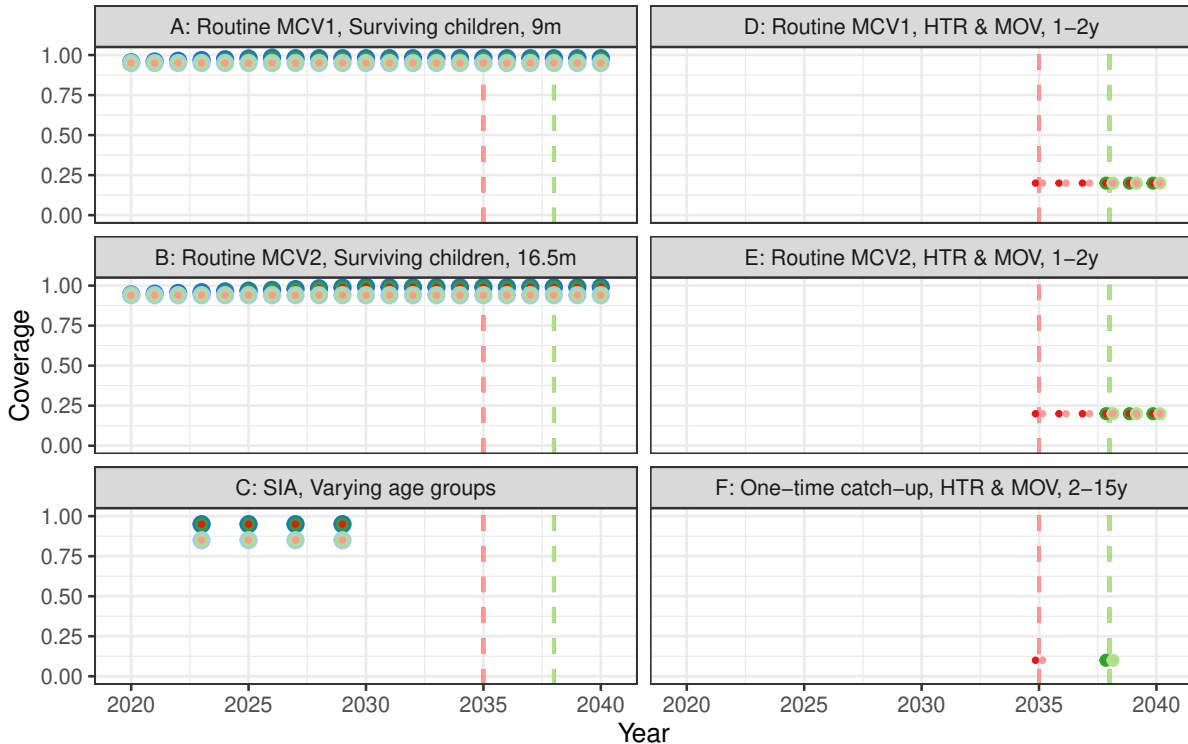 A: Routine MCV1, Surviving children, 9m
D: Routine MCV1, HTR & MOV, 1−2y
1.00
0.75
0.50
0.25
0.00
B: Routine MCV2, Surviving children, 16.5m
E: Routine MCV2, HTR & MOV, 1−2y
1.00
0.75
0.50
0.25
0.00
Coverage
C: SIA, Varying age groups
F: One−time catch−up, HTR & MOV, 2−15y
1.00
0.75
0.50
0.25
0.00
2020 2025 2030 2035 2040 2020 2025 2030 2035 2040
Year